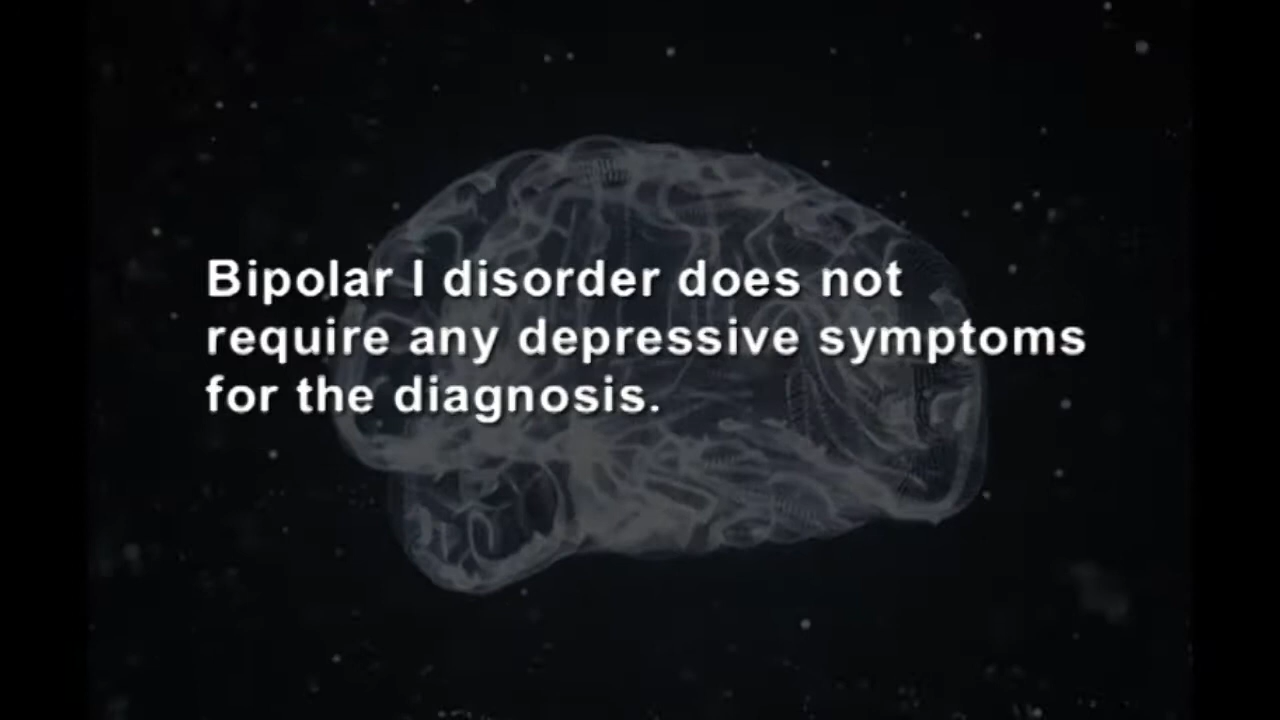 Bipolar I disorder does not
require any depressive symptoms
for the diagnosis.